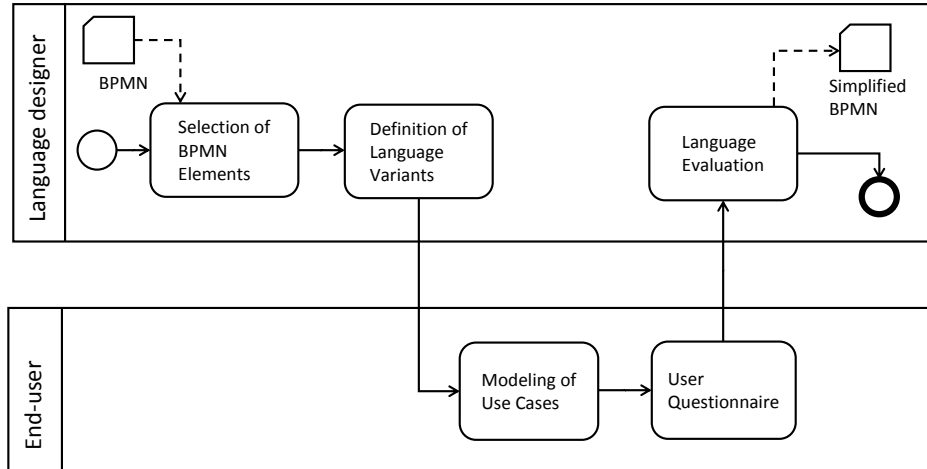 Language designer
BPMN
Selection of
BPMN
Elements
Definition of
Language
Variants
Language
Evaluation
Simplified
BPMN
End-user
Modeling of
Use Cases
User
Questionnaire